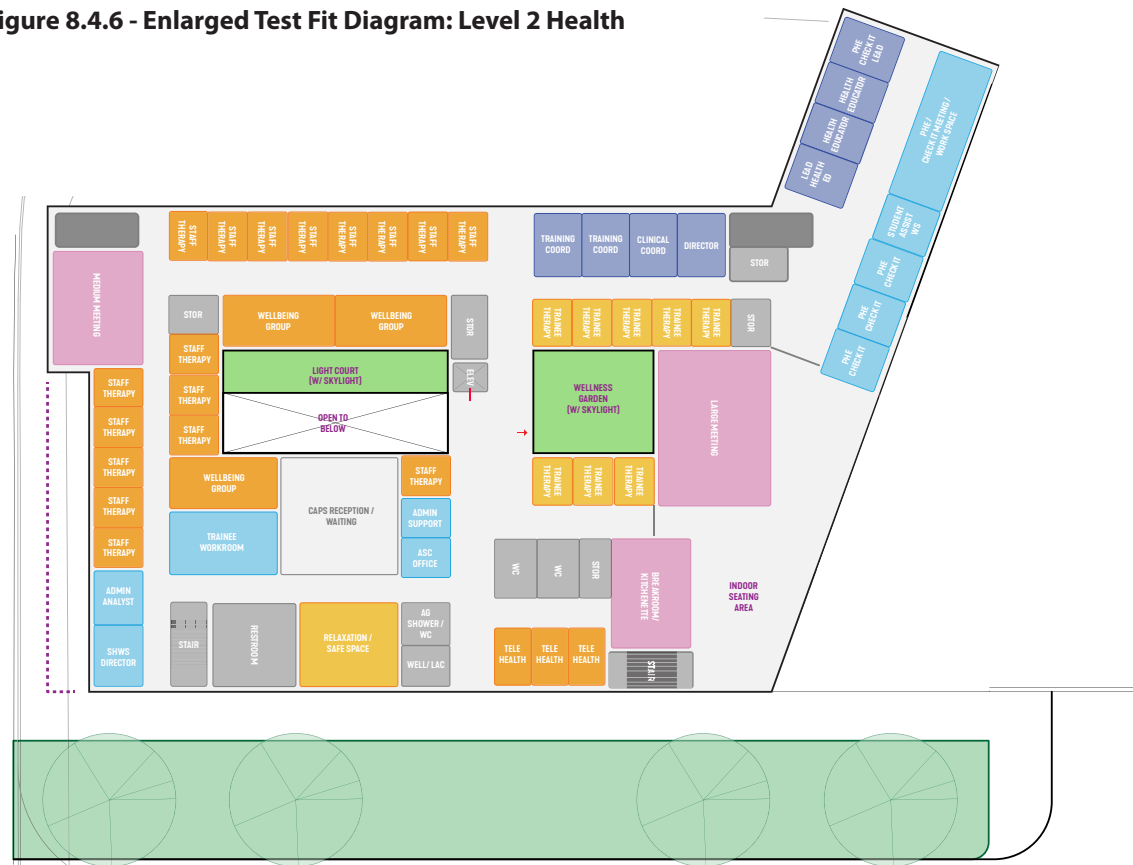 igure 8.4.6 - Enlarged Test Fit Diagram: Level 2 Health
PHE
CHECK IT
LEAD
HEALTH
EDUCATOR
HEALTH
EDUCATOR
LEAD
HEALTH
ED
PHE /
CHECK IT MEETING /
WORK SPACE
STUDENT
ASSIST
WS
PHE
CHECK IT
PHE
CHECK IT
PHE
CHECK IT
STAFF
THERAPY
STAFF
THERAPY
STAFF
THERAPY
STAFF
THERAPY
STAFF
THERAPY
STAFF
THERAPY
STAFF
THERAPY
STAFF
THERAPY
TRAINING
COORD
TRAINING
COORD
CLINICAL
COORD
DIRECTOR
STOR
MEDIUM MEETING
STOR
WELLBEING
GROUP
WELLBEING
GROUP
STOR
TRAINEE
THERAPY
TRAINEE
THERAPY
TRAINEE
THERAPY
TRAINEE
THERAPY
TRAINEE
THERAPY
STOR
STAFF
THERAPY
STAFF
THERAPY
STAFF
THERAPY
LIGHT COURT
(W/ SKYLIGHT)
ELEV
OPEN TO
BELOW
WELLNESS
GARDEN
(W/ SKYLIGHT)
LARGE MEETING
STAFF
THERAPY
STAFF
THERAPY
STAFF
THERAPY
STAFF
THERAPY
STAFF
THERAPY
WELLBEING
GROUP
CAPS RECEPTION /
WAITING
STAFF
THERAPY
TRAINEE
THERAPY
TRAINEE
THERAPY
TRAINEE
THERAPY
TRAINEE
WORKROOM
ADMIN
SUPPORT
ASC
OFFICE
WC
WC
STOR
BREAKROOM/
KITCHENETTE
INDOOR
SEATING
AREA
ADMIN
ANALYST
SHWS
DIRECTOR
STAIR
RESTROOM
RELAXATION /
SAFE SPACE
AG
SHOWER /
WC
WELL/ LAC
TELE
HEALTH
TELE
HEALTH
TELE
HEALTH
STAIR